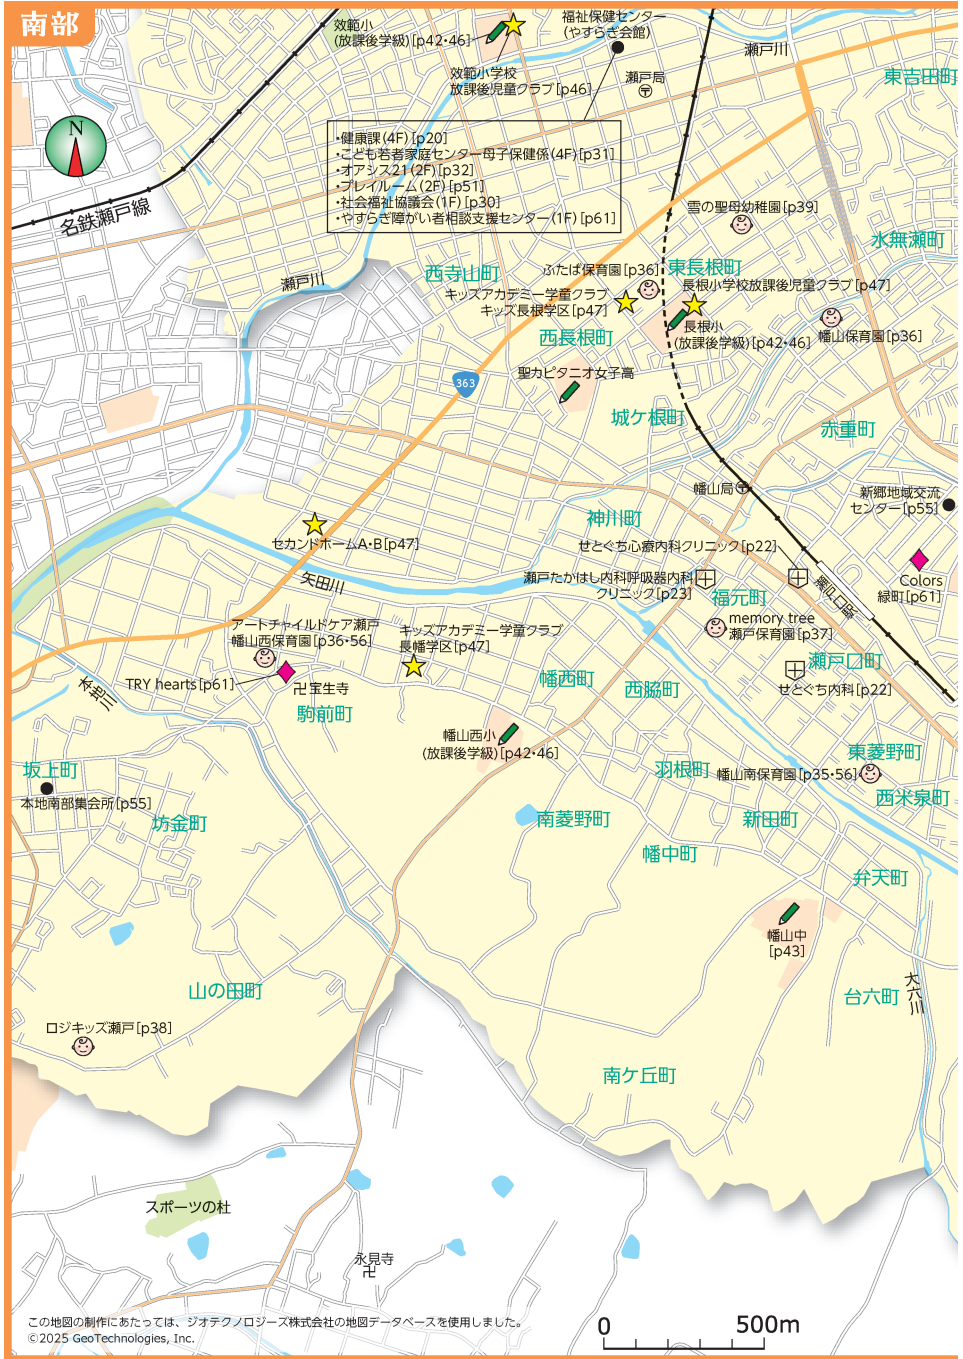 南部
効範小
(放課後学級)[p42・46]
福祉保健センター
(やすらぎ会館)
瀬戸川
効範小学校
放課後児童クラブ[p46]
瀬戸局
東吉田町
N
・健康課(4F)[p20]
・こども若者家庭センター母子保健係(4F)[p31]
・オアシス21(2F)[p32]
・プレイルーム(2F)[p51]
・社会福祉協議会(1F)[p30]
・やすらぎ障がい者相談支援センター(1F)[p61]
名鉄瀬戸線
雪の聖母幼稚園[p39]
水無瀬町
瀬戸川
西寺山町
ふたば保育園[p36]
東長根町
キッズアカデミー学童クラブ
キッズ長根学区[p47]
長根小学校放課後児童クラブ[p47]
長根小
(放課後学級)[p42・46]
幡山保育園[p36]
西長根町
聖カピタニオ女子高
363
城ケ根町
赤重町
幡山局
新郷地域交流
センター[p55]
神川町
セカンドホームA・B[p47]
せとぐち心療内科クリニック[p22]
矢田川
瀬戸たかはし内科呼吸器内科
クリニック[p23]
瀬戸口駅
Colors
緑町[p61]
福元町
memory tree
瀬戸保育園[p37]
アートチャイルドケア瀬戸
幡山西保育園[p36・56]
キッズアカデミー学童クラブ
長幡学区[p47]
瀬戸口町
せとぐち内科[p22]
TRY hearts[p61]
卍宝生寺
本地川
幡西町
西脇町
駒前町
幡山西小
(放課後学級)[p42・46]
東菱野町
坂上町
羽根町
幡山南保育園[p35・56]
西米泉町
本地南部集会所[p55]
坊金町
南菱野町
新田町
幡中町
弁天町
幡山中
[p43]
山の田町
台六町
大六川
ロジキッズ瀬戸[p38]
南ケ丘町
スポーツの杜
永見寺
卍
この地図の制作にあたっては、ジオテクノロジーズ株式会社の地図データベースを使用しました。
©2025 GeoTechnologies, Inc.
0
500m